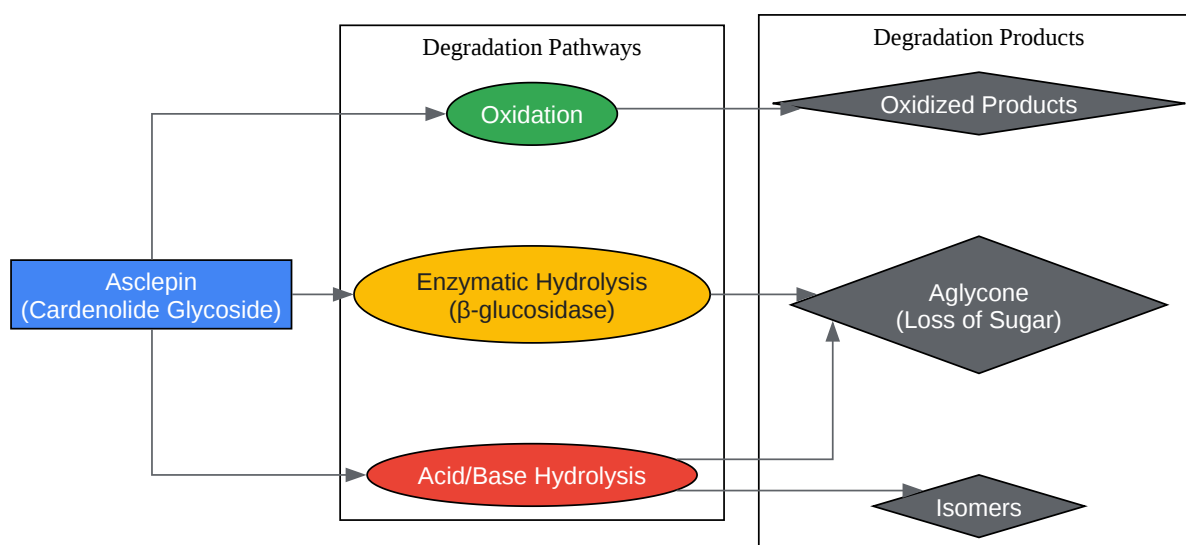 Degradation Pathways
Degradation Products
Oxidation
Oxidized Products
Asclepin
(Cardenolide Glycoside)
Enzymatic Hydrolysis
(β-glucosidase)
Aglycone
(Loss of Sugar)
Acid/Base Hydrolysis
Isomers